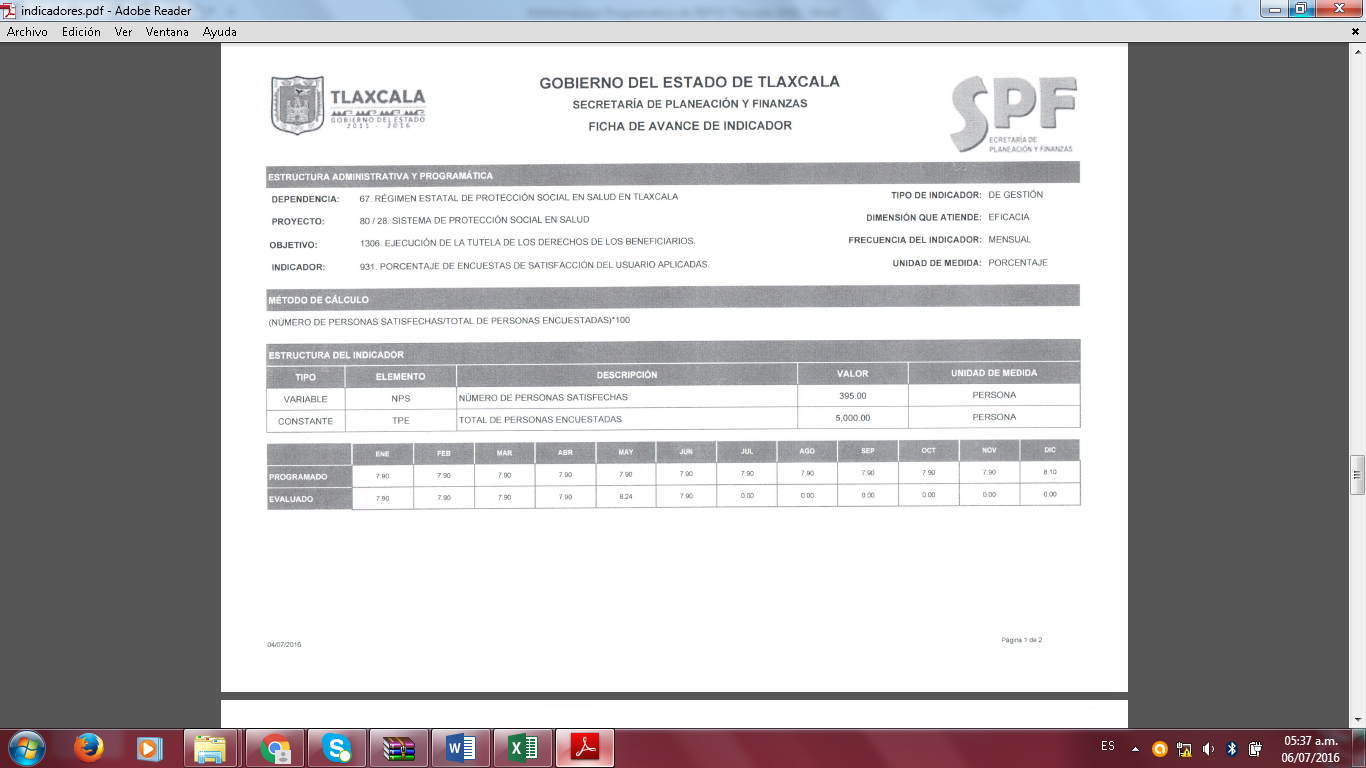 indicadores.pdf - Adobe Reader
Archivo Edición Ver Ventana Ayuda
TLAXCALA
GOBIERNO DEL ESTADO
2011 - 2016
GOBIERNO DEL ESTADO DE TLAXCALA
SECRETARÍA DE PLANEACIÓN Y FINANZAS
FICHA DE AVANCE DE INDICADOR
SPF
ECRETARÍA DE
PLANEACIÓN Y FINANZAS
ESTRUCTURA ADMINISTRATIVA Y PROGRAMÁTICA
DEPENDENCIA: 67. RÉGIMEN ESTATAL DE PROTECCIÓN SOCIAL EN SALUD EN TLAXCALA TIPO DE INDICADOR: DE GESTIÓN
PROYECTO: 80 / 28. SISTEMA DE PROTECCIÓN SOCIAL EN SALUD DIMENSIÓN QUE ATIENDE: EFICACIA
OBJETIVO: 1306. EJECUCIÓN DE LA TUTELA DE LOS DERECHOS DE LOS BENEFICIARIOS. FRECUENCIA DEL INDICADOR: MENSUAL
INDICADOR: 931. PORCENTAJE DE ENCUESTAS DE SATISFACCIÓN DEL USUARIO APLICADAS. UNIDAD DE MEDIDA: PORCENTAJE
MÉTODO DE CÁLCULO
(NÚMERO DE PERSONAS SATISFECHAS/TOTAL DE PERSONAS ENCUESTADAS)*100
ESTRUCTURA DEL INDICADOR
TIPO ELEMENTO DESCRIPCIÓN VALOR UNIDAD DE MEDIDA
VARIABLE NPS NÚMERO DE PERSONAS SATISFECHAS 395.00 PERSONA
CONSTANTE TPE TOTAL DE PERSONAS ENCUESTADAS 5,000.00 PERSONA
ENE FEB MAR ABR MAY JUN JUL AGO SEP OCT NOV DIC
PROGRAMADO 7.90 7.90 7.90 7.90 7.90 7.90 7.90 7.90 7.90 7.90 7.90 8.10
EVALUADO 7.90 7.90 7.90 7.90 8.24 7.90 0.00 0.00 0.00 0.00 0.00 0.00
04/07/2016 Página 1 de 2
ES
05:37 a.m.
06/07/2016